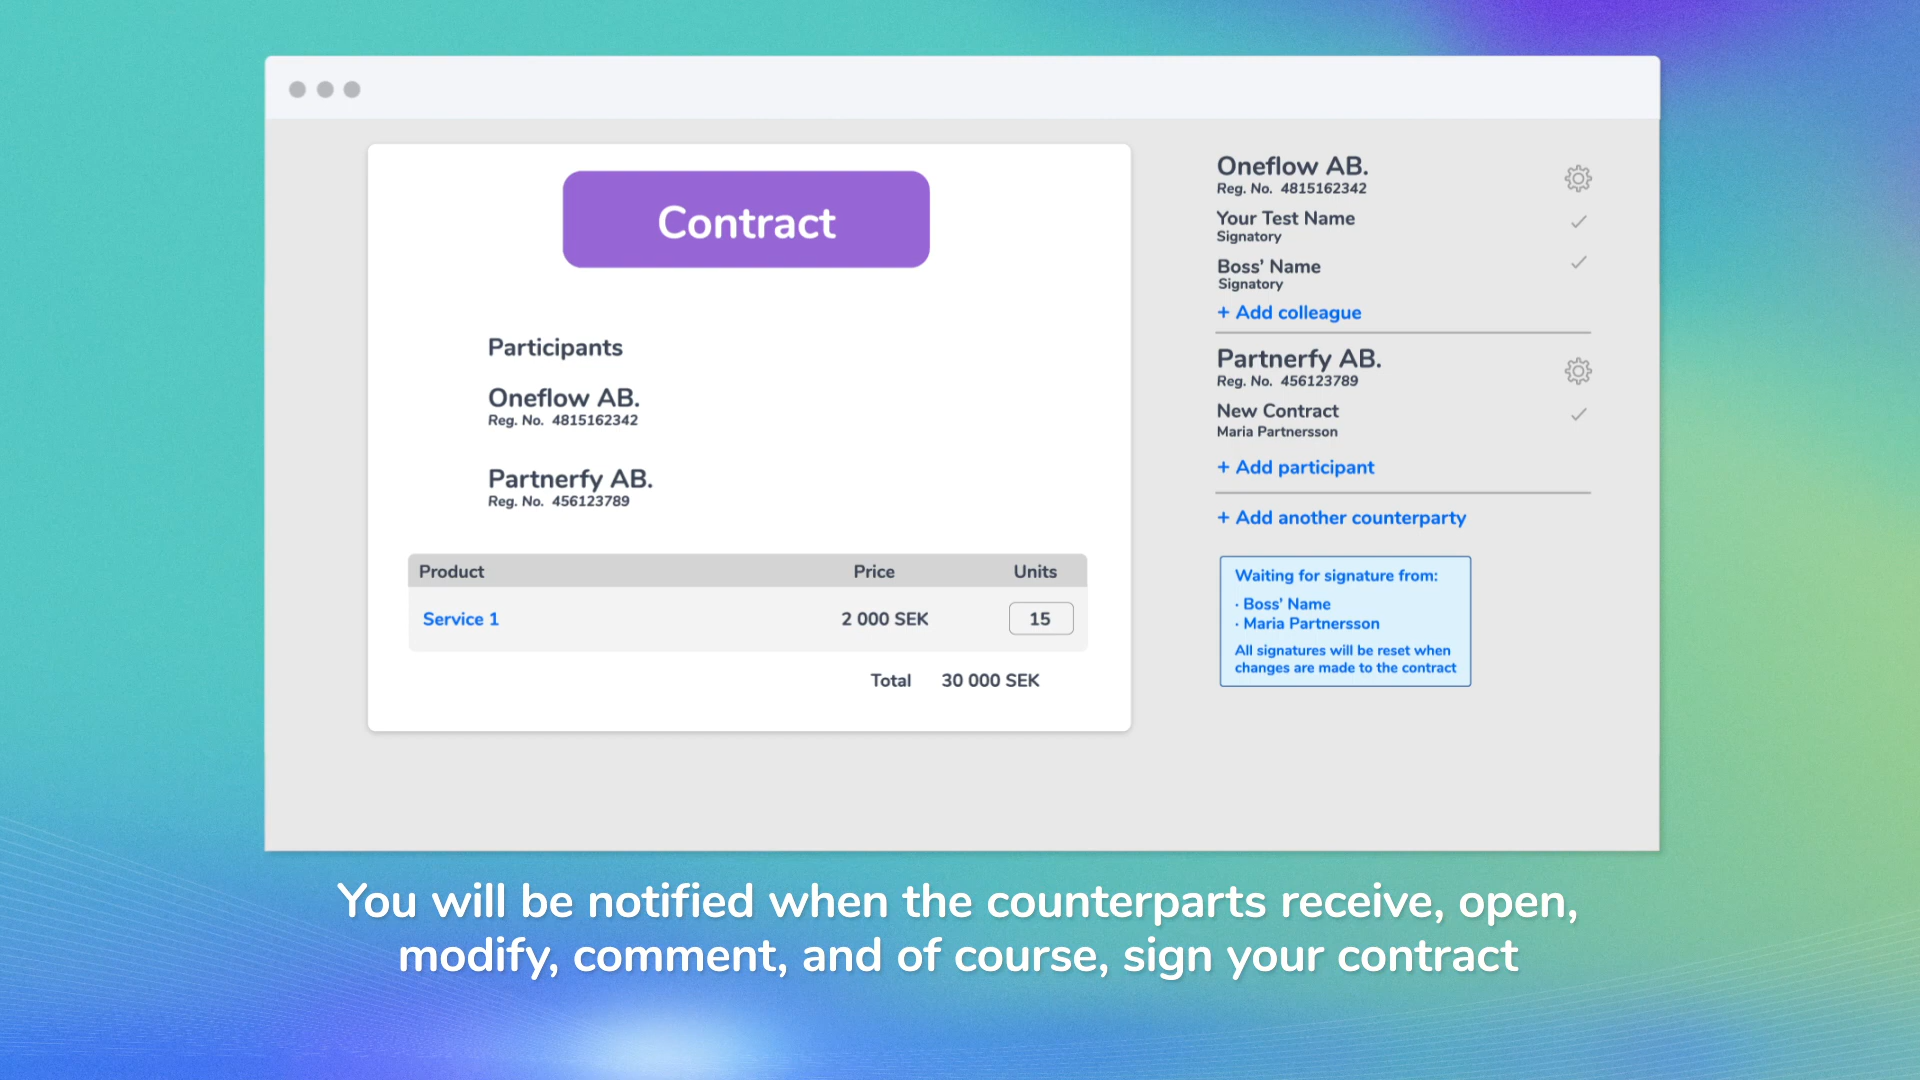 Contract
Participants
Oneflow AB.
Reg. No. 4815162342
Partnerfy AB.
Reg. No. 456123789
Product Price Units
Service 1 2 000 SEK 15
Total 30 000 SEK
Oneflow AB.
Reg. No. 4815162342
Your Test Name
Signatory
Boss' Name
Signatory
+ Add colleague
Partnerfy AB.
Reg. No. 456123789
New Contract
Maria Partnersson
+ Add participant
+ Add another counterparty
Waiting for signature from:
· Boss' Name
· Maria Partnersson
All signatures will be reset when
changes are made to the contract
You will be notified when the counterparts receive, open,
modify, comment, and of course, sign your contract